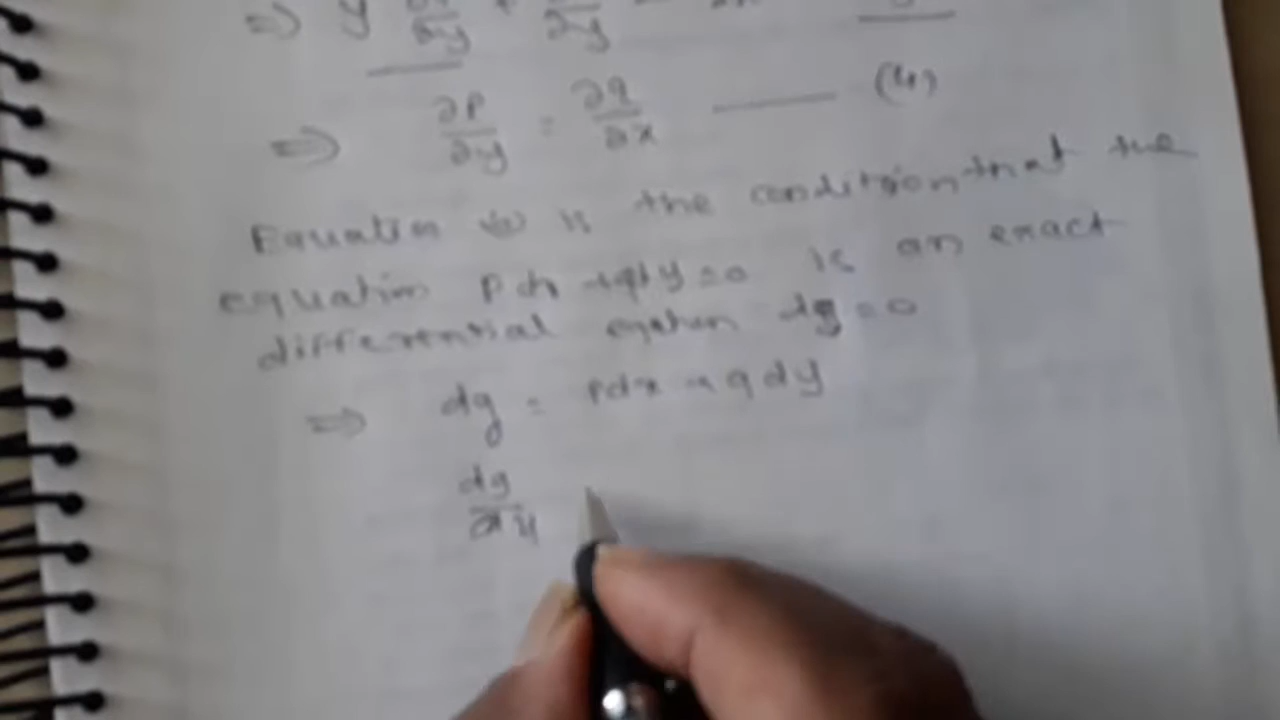 ⇒ y ∂/∂y + ∂/∂y
⇒ ∂p/∂y = ∂q/∂x —— (4)
Equation (4) is the condition that the
equation pdx + qdy = 0 is an exact
differential eqation dg = 0
⇒ dg = pdx + qdy
dg/∂y